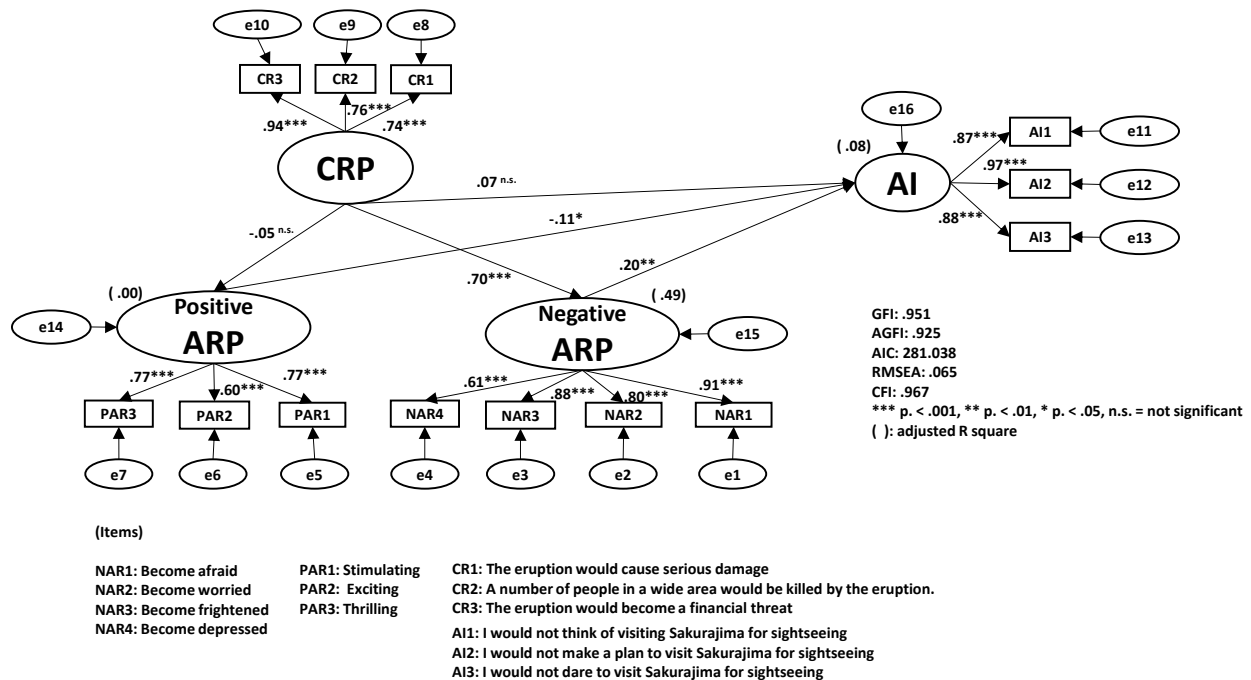 e10
e9
e8
CR3
CR2
CR1
.94***
.76***
.74***
CRP
e16
( .08)
AI
.87***
.97***
.88***
AI1
AI2
AI3
e11
e12
e13
.07 n.s.
-.11*
-.05 n.s.
.70***
.20**
( .00)
Positive
ARP
e14
( .49)
Negative
ARP
e15
.77***
.60***
.77***
PAR3
PAR2
PAR1
e7
e6
e5
.61***
.88***
.80***
.91***
NAR4
NAR3
NAR2
NAR1
e4
e3
e2
e1
GFI: .951
AGFI: .925
AIC: 281.038
RMSEA: .065
CFI: .967
*** p. < .001, ** p. < .01, * p. < .05, n.s. = not significant
( ): adjusted R square
(Items)
NAR1: Become afraid
NAR2: Become worried
NAR3: Become frightened
NAR4: Become depressed
PAR1: Stimulating
PAR2: Exciting
PAR3: Thrilling
CR1: The eruption would cause serious damage
CR2: A number of people in a wide area would be killed by the eruption.
CR3: The eruption would become a financial threat
AI1: I would not think of visiting Sakurajima for sightseeing
AI2: I would not make a plan to visit Sakurajima for sightseeing
AI3: I would not dare to visit Sakurajima for sightseeing